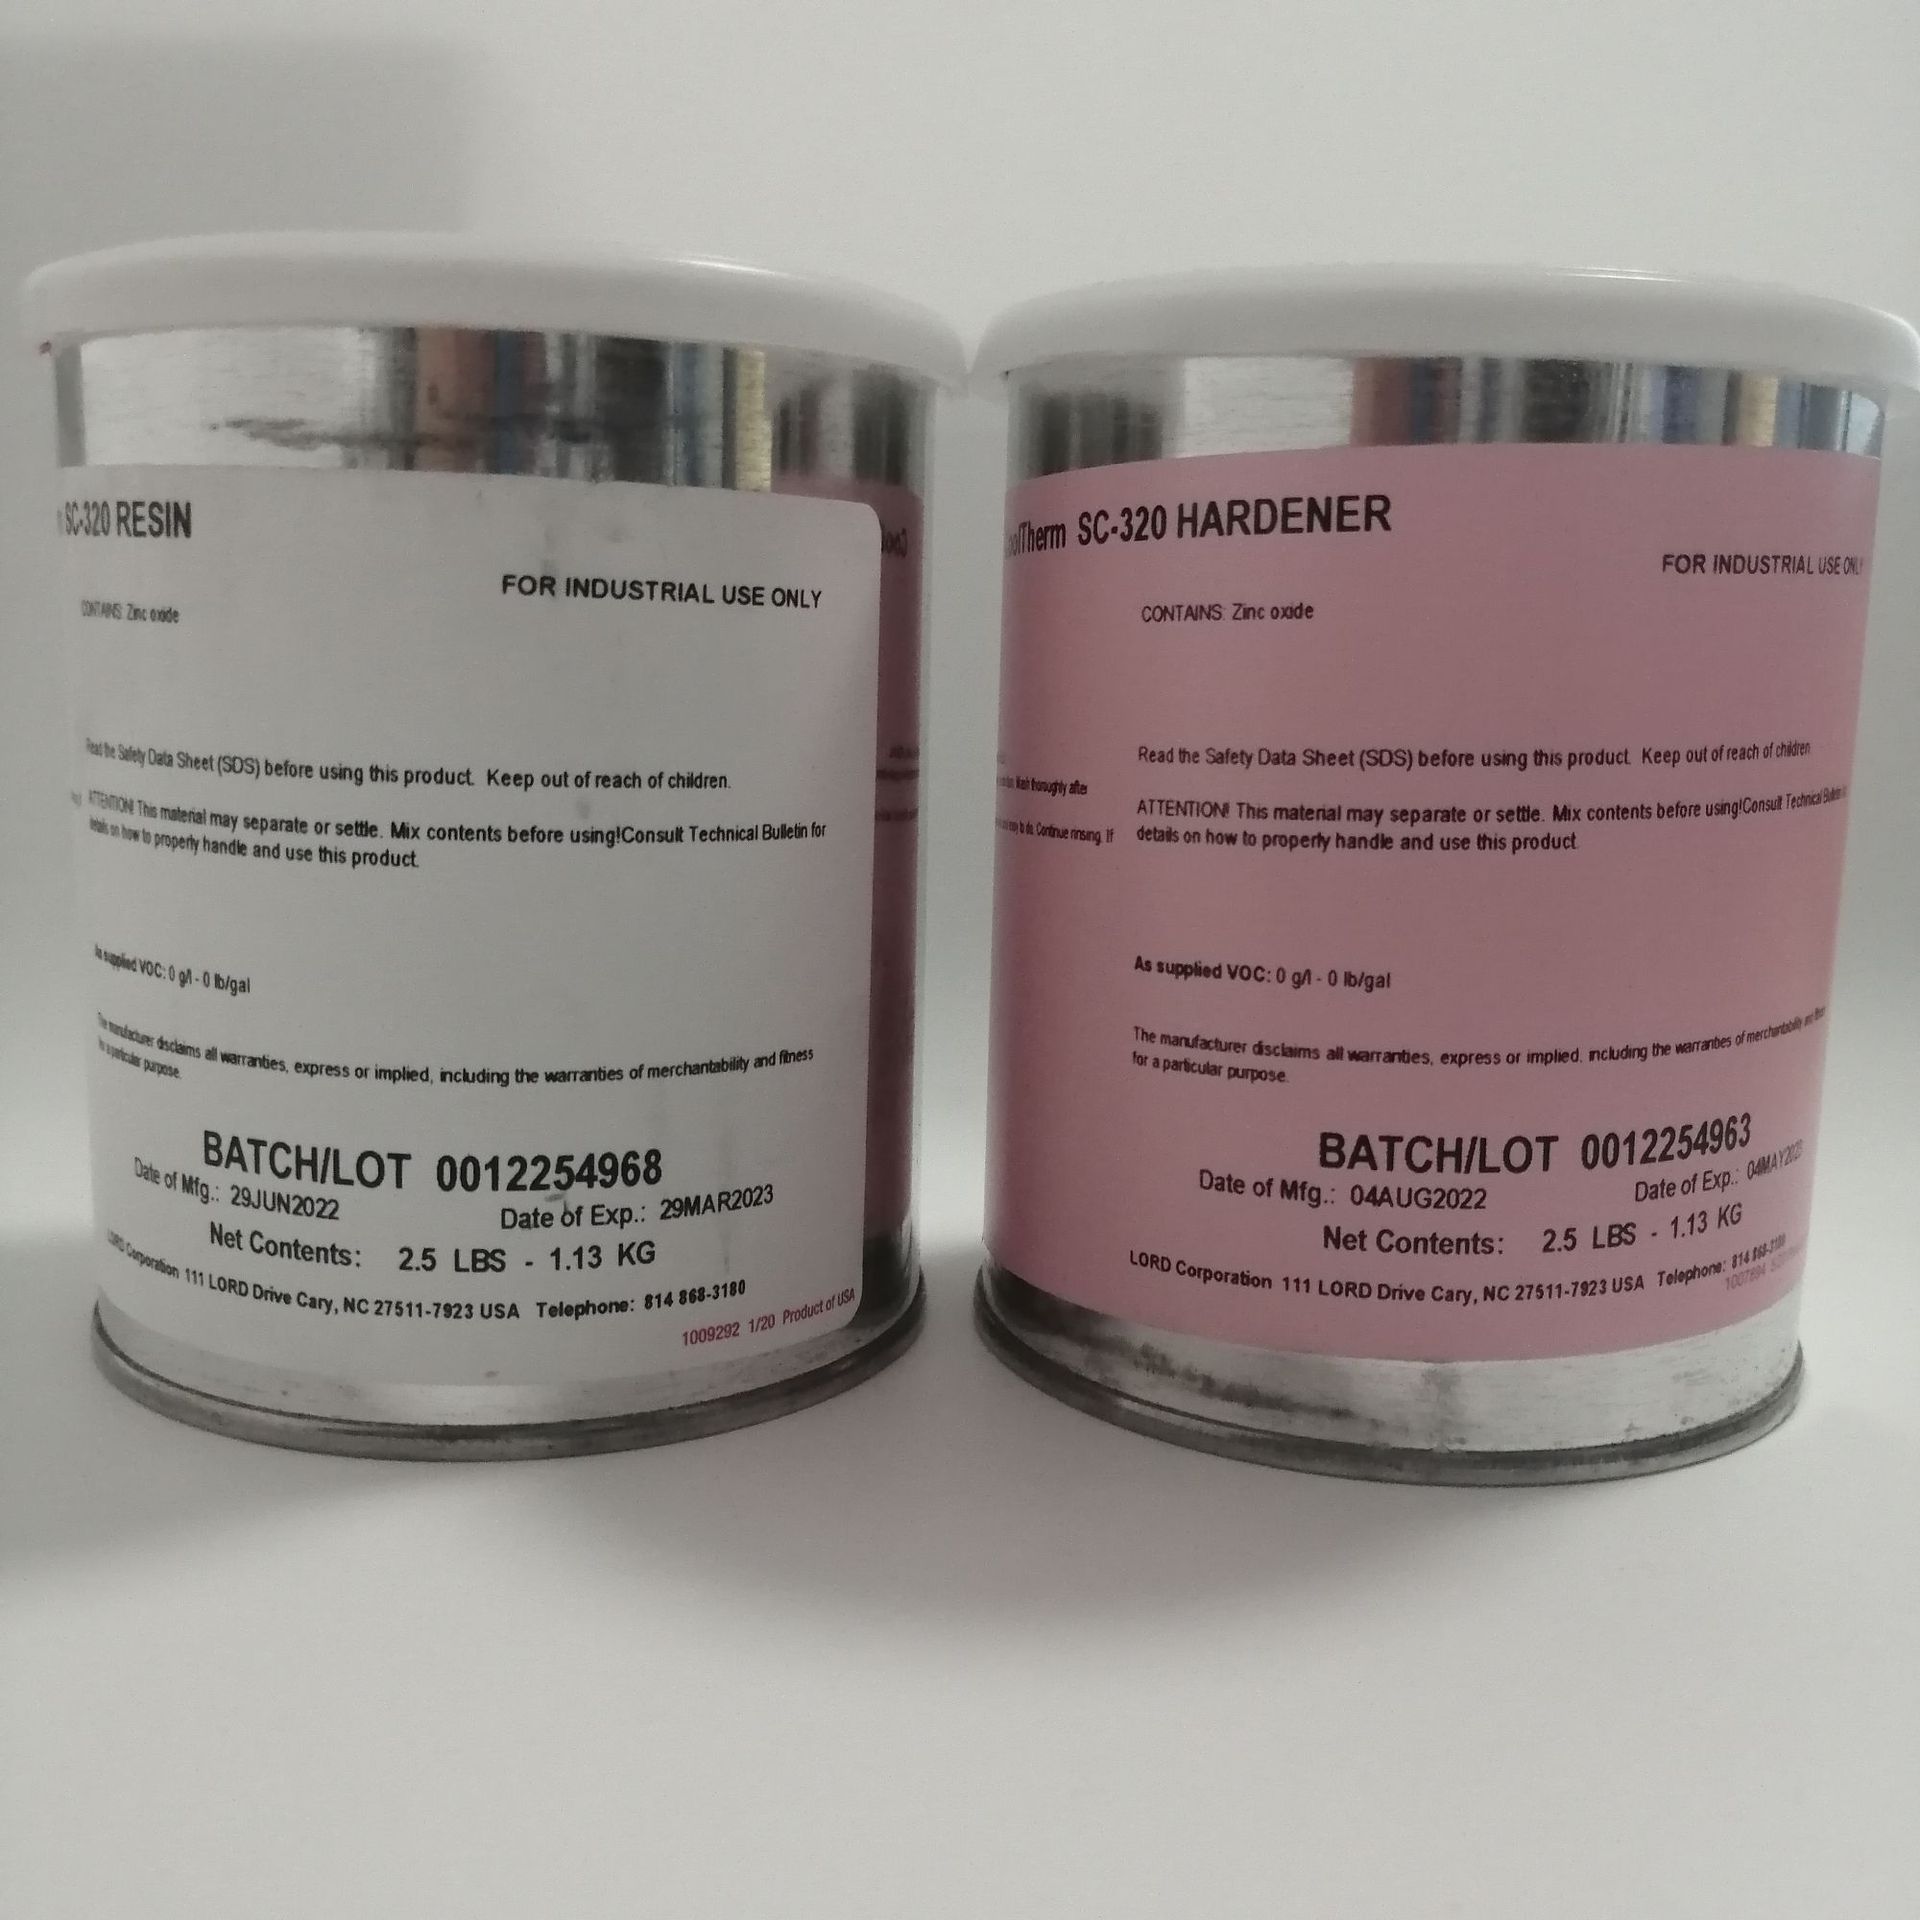 SC-320 RESIN
FOR INDUSTRIAL USE ONLY
CONTAINS: Zinc oxide
Read the Safety Data Sheet (SDS) before using this product. Keep out of reach of children.
ATTENTION! This material may separate or settle. Mix contents before using!Consult Technical Bulletin for
details on how to properly handle and use this product.
As supplied VOC: 0 g/l - 0 lb/gal
The manufacturer disclaims all warranties, express or implied, including the warranties of merchantability and fitness
for a particular purpose.
BATCH/LOT 0012254968
Date of Mfg.: 29JUN2022 Date of Exp.: 29MAR2023
Net Contents: 2.5 LBS - 1.13 KG
LORD Corporation 111 LORD Drive Cary, NC 27511-7923 USA Telephone: 814 868-3180
1009292 1/20 Product of USA
Therm SC-320 HARDENER
FOR INDUSTRIAL USE ONLY
CONTAINS: Zinc oxide
Wash thoroughly after
to do. Continue rinsing. If
Read the Safety Data Sheet (SDS) before using this product. Keep out of reach of children
ATTENTION! This material may separate or settle. Mix contents before using!Consult Technical Bulletin
details on how to properly handle and use this product.
As supplied VOC: 0 g/l - 0 lb/gal
The manufacturer disclaims all warranties, express or implied, including the warranties of merchantability and fitness
for a particular purpose.
BATCH/LOT 0012254963
Date of Mfg.: 04AUG2022 Date of Exp.: 04MAY2023
Net Contents: 2.5 LBS - 1.13 KG
LORD Corporation 111 LORD Drive Cary, NC 27511-7923 USA Telephone: 814 868-3180